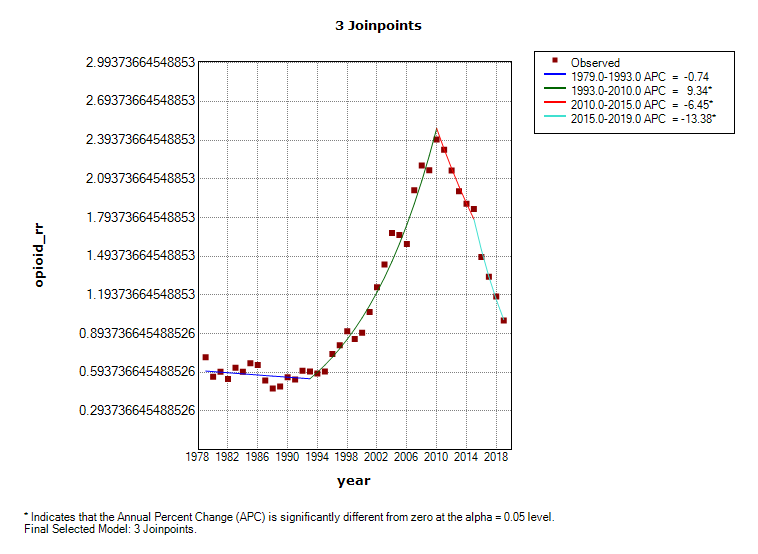 3 Joinpoints
2.99373664548853
2.69373664548853
2.39373664548853
2.09373664548853
1.79373664548853
1.49373664548853
1.19373664548853
0.893736645488526
0.593736645488526
0.293736645488526
opioid_rr
1978 1982 1986 1990 1994 1998 2002 2006 2010 2014 2018
year
Observed
1979.0-1993.0 APC = -0.74
1993.0-2010.0 APC = 9.34*
2010.0-2015.0 APC = -6.45*
2015.0-2019.0 APC = -13.38*
* Indicates that the Annual Percent Change (APC) is significantly different from zero at the alpha = 0.05 level.
Final Selected Model: 3 Joinpoints.